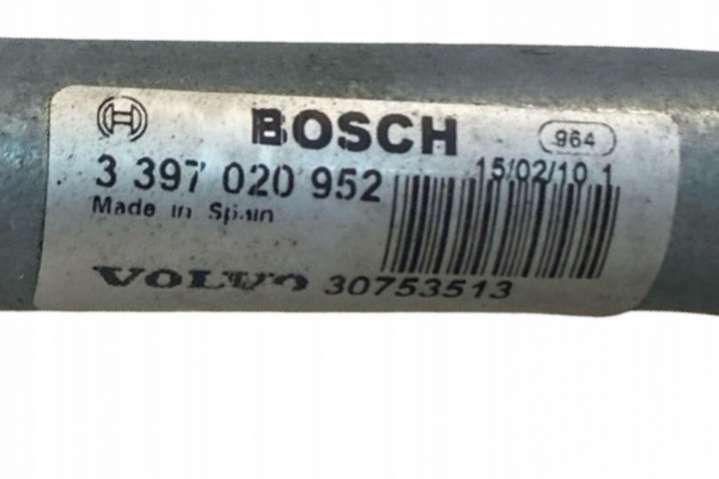 BOSCH 964
3 397 020 952 15/02/10 1
Made in Spain
VOLVO 30753513